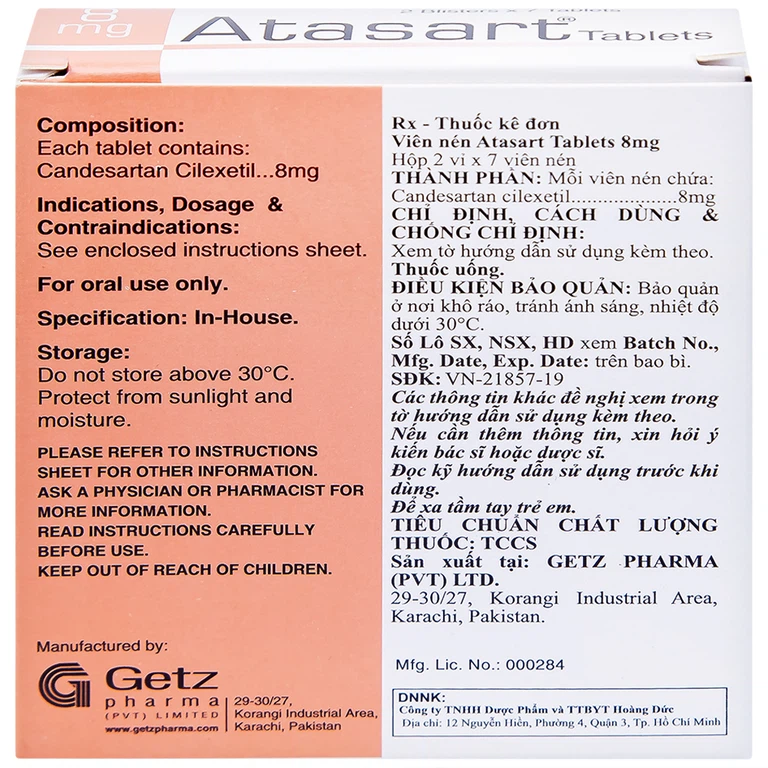 8
mg
2 Blisters x 7 Tablets
Atasart® Tablets
Composition:
Each tablet contains:
Candesartan Cilexetil...8mg
Indications, Dosage &
Contraindications:
See enclosed instructions sheet.
For oral use only.
Specification: In-House.
Storage:
Do not store above 30°C.
Protect from sunlight and
moisture.
PLEASE REFER TO INSTRUCTIONS
SHEET FOR OTHER INFORMATION.
ASK A PHYSICIAN OR PHARMACIST FOR
MORE INFORMATION.
READ INSTRUCTIONS CAREFULLY
BEFORE USE.
KEEP OUT OF REACH OF CHILDREN.
Manufactured by:
Getz
pharma
(PVT) LIMITED
www.getzpharma.com
29-30/27,
Korangi Industrial Area,
Karachi, Pakistan
Rx - Thuốc kê đơn
Viên nén Atasart Tablets 8mg
Hộp 2 vỉ x 7 viên nén
THÀNH PHẦN: Mỗi viên nén chứa:
Candesartan cilexetil.....................8mg
CHỈ ĐỊNH, CÁCH DÙNG &
CHỐNG CHỈ ĐỊNH:
Xem tờ hướng dẫn sử dụng kèm theo.
Thuốc uống.
ĐIỀU KIỆN BẢO QUẢN: Bảo quản
ở nơi khô ráo, tránh ánh sáng, nhiệt độ
dưới 30°C.
Số Lô SX, NSX, HD xem Batch No.,
Mfg. Date, Exp. Date: trên bao bì.
SĐK: VN-21857-19
Các thông tin khác đề nghị xem trong
tờ hướng dẫn sử dụng kèm theo.
Nếu cần thêm thông tin, xin hỏi ý
kiến bác sĩ hoặc dược sĩ.
Đọc kỹ hướng dẫn sử dụng trước khi
dùng.
Để xa tầm tay trẻ em.
TIÊU CHUẨN CHẤT LƯỢNG
THUỐC: TCCS
Sản xuất tại: GETZ PHARMA
(PVT) LTD.
29-30/27, Korangi Industrial Area,
Karachi, Pakistan.
Mfg. Lic. No.: 000284
DNNK:
Công ty TNHH Dược Phẩm và TTBYT Hoàng Đức
Địa chỉ: 12 Nguyễn Hiền, Phường 4, Quận 3, Tp. Hồ Chí Minh